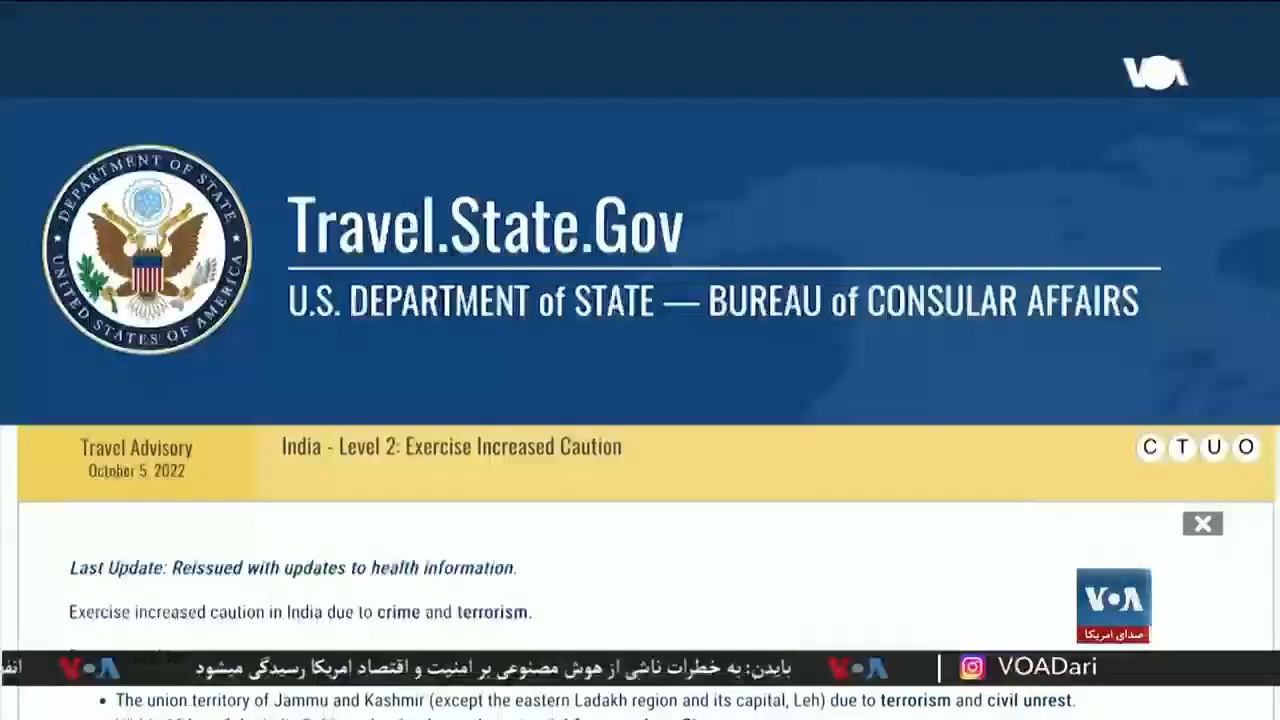 VOA
DEPARTMENT OF STATE
UNITED STATES OF AMERICA
Travel.State.Gov
U.S. DEPARTMENT of STATE — BUREAU of CONSULAR AFFAIRS
Travel Advisory
October 5, 2022
India - Level 2: Exercise Increased Caution
C T U O
Last Update: Reissued with updates to health information.
Exercise increased caution in India due to crime and terrorism.
VOA
صدای امریکا
VOA بایدن: به خطرات ناشی از هوش مصنوعی بر امنیت و اقتصاد امریکا رسیدگی میشود VOA
VOADari
• The union territory of Jammu and Kashmir (except the eastern Ladakh region and its capital, Leh) due to terrorism and civil unrest.